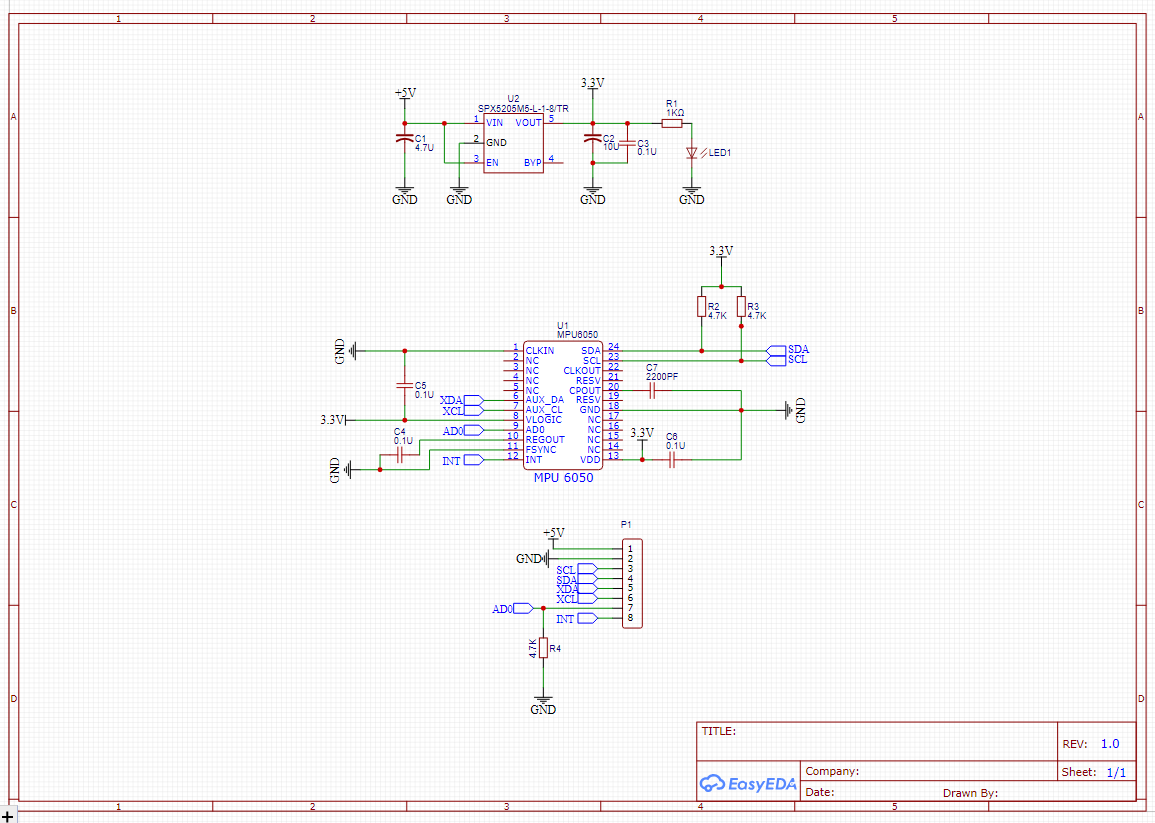 1 2 3 4 5
A A
B B
C C
D D
+5V
U2
SPX5205M5-L-1-8/TR
3.3V
R1
1KΩ
1 VIN VOUT 5
2 GND
3 EN BYP 4
C1
4.7U
C2
10U
C3
0.1U
LED1
GND GND GND GND
3.3V
R2
4.7K
R3
4.7K
U1
MPU6050
GND
1 CLKIN SDA 24
2 NC SCL 23
3 NC CLKOUT 22
4 NC RESV 21
5 NC CPOUT 20
6 AUX_DA RESV 19
7 AUX_CL GND 18
8 VLOGIC NC 17
9 AD0 NC 16
10 REGOUT NC 15
11 FSYNC NC 14
12 INT VDD 13
MPU 6050
SDA
SCL
C7
2200PF
C5
0.1U
XDA
XCL
3.3V
AD0
C4
0.1U
INT
GND
GND
3.3V
C6
0.1U
+5V
P1
GND
SCL
SDA
XDA
XCL
AD0
INT
1
2
3
4
5
6
7
8
4.7K
R4
GND
TITLE:
REV: 1.0
EasyEDA
Company:
Sheet: 1/1
Date:
Drawn By:
1 2 3 4 5